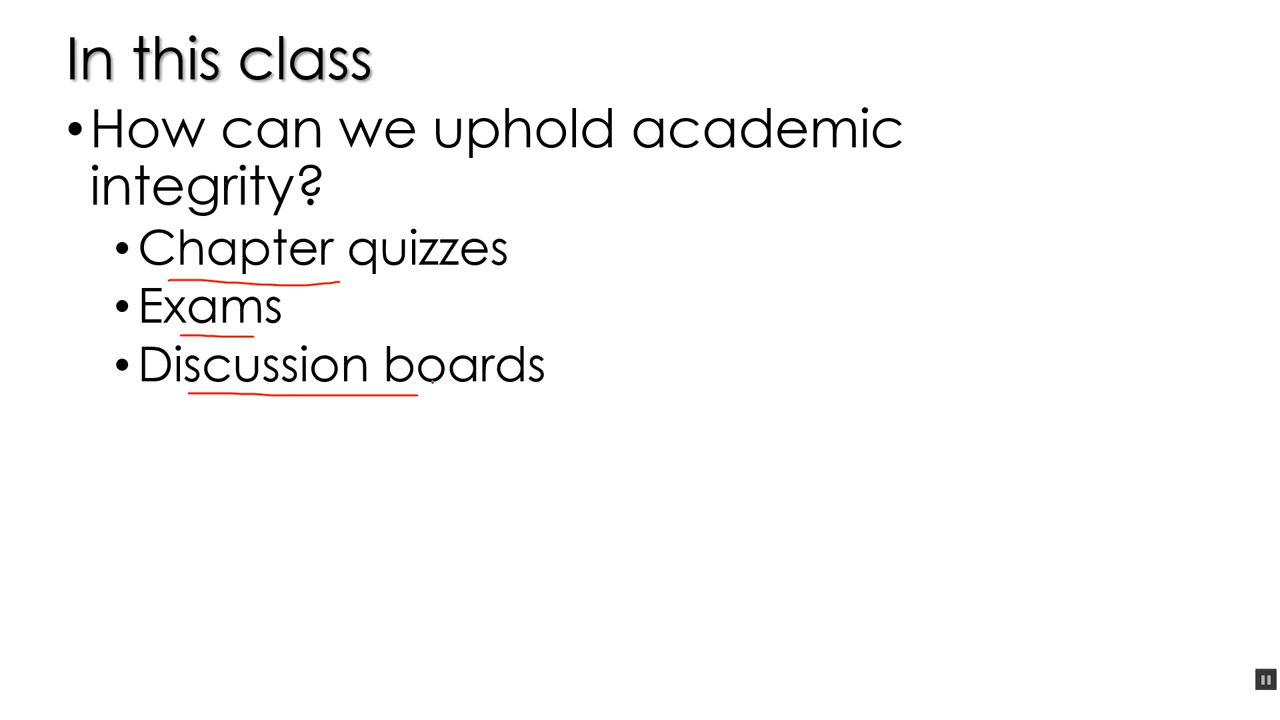 In this class
•How can we uphold academic
integrity?
•Chapter quizzes
•Exams
•Discussion boards